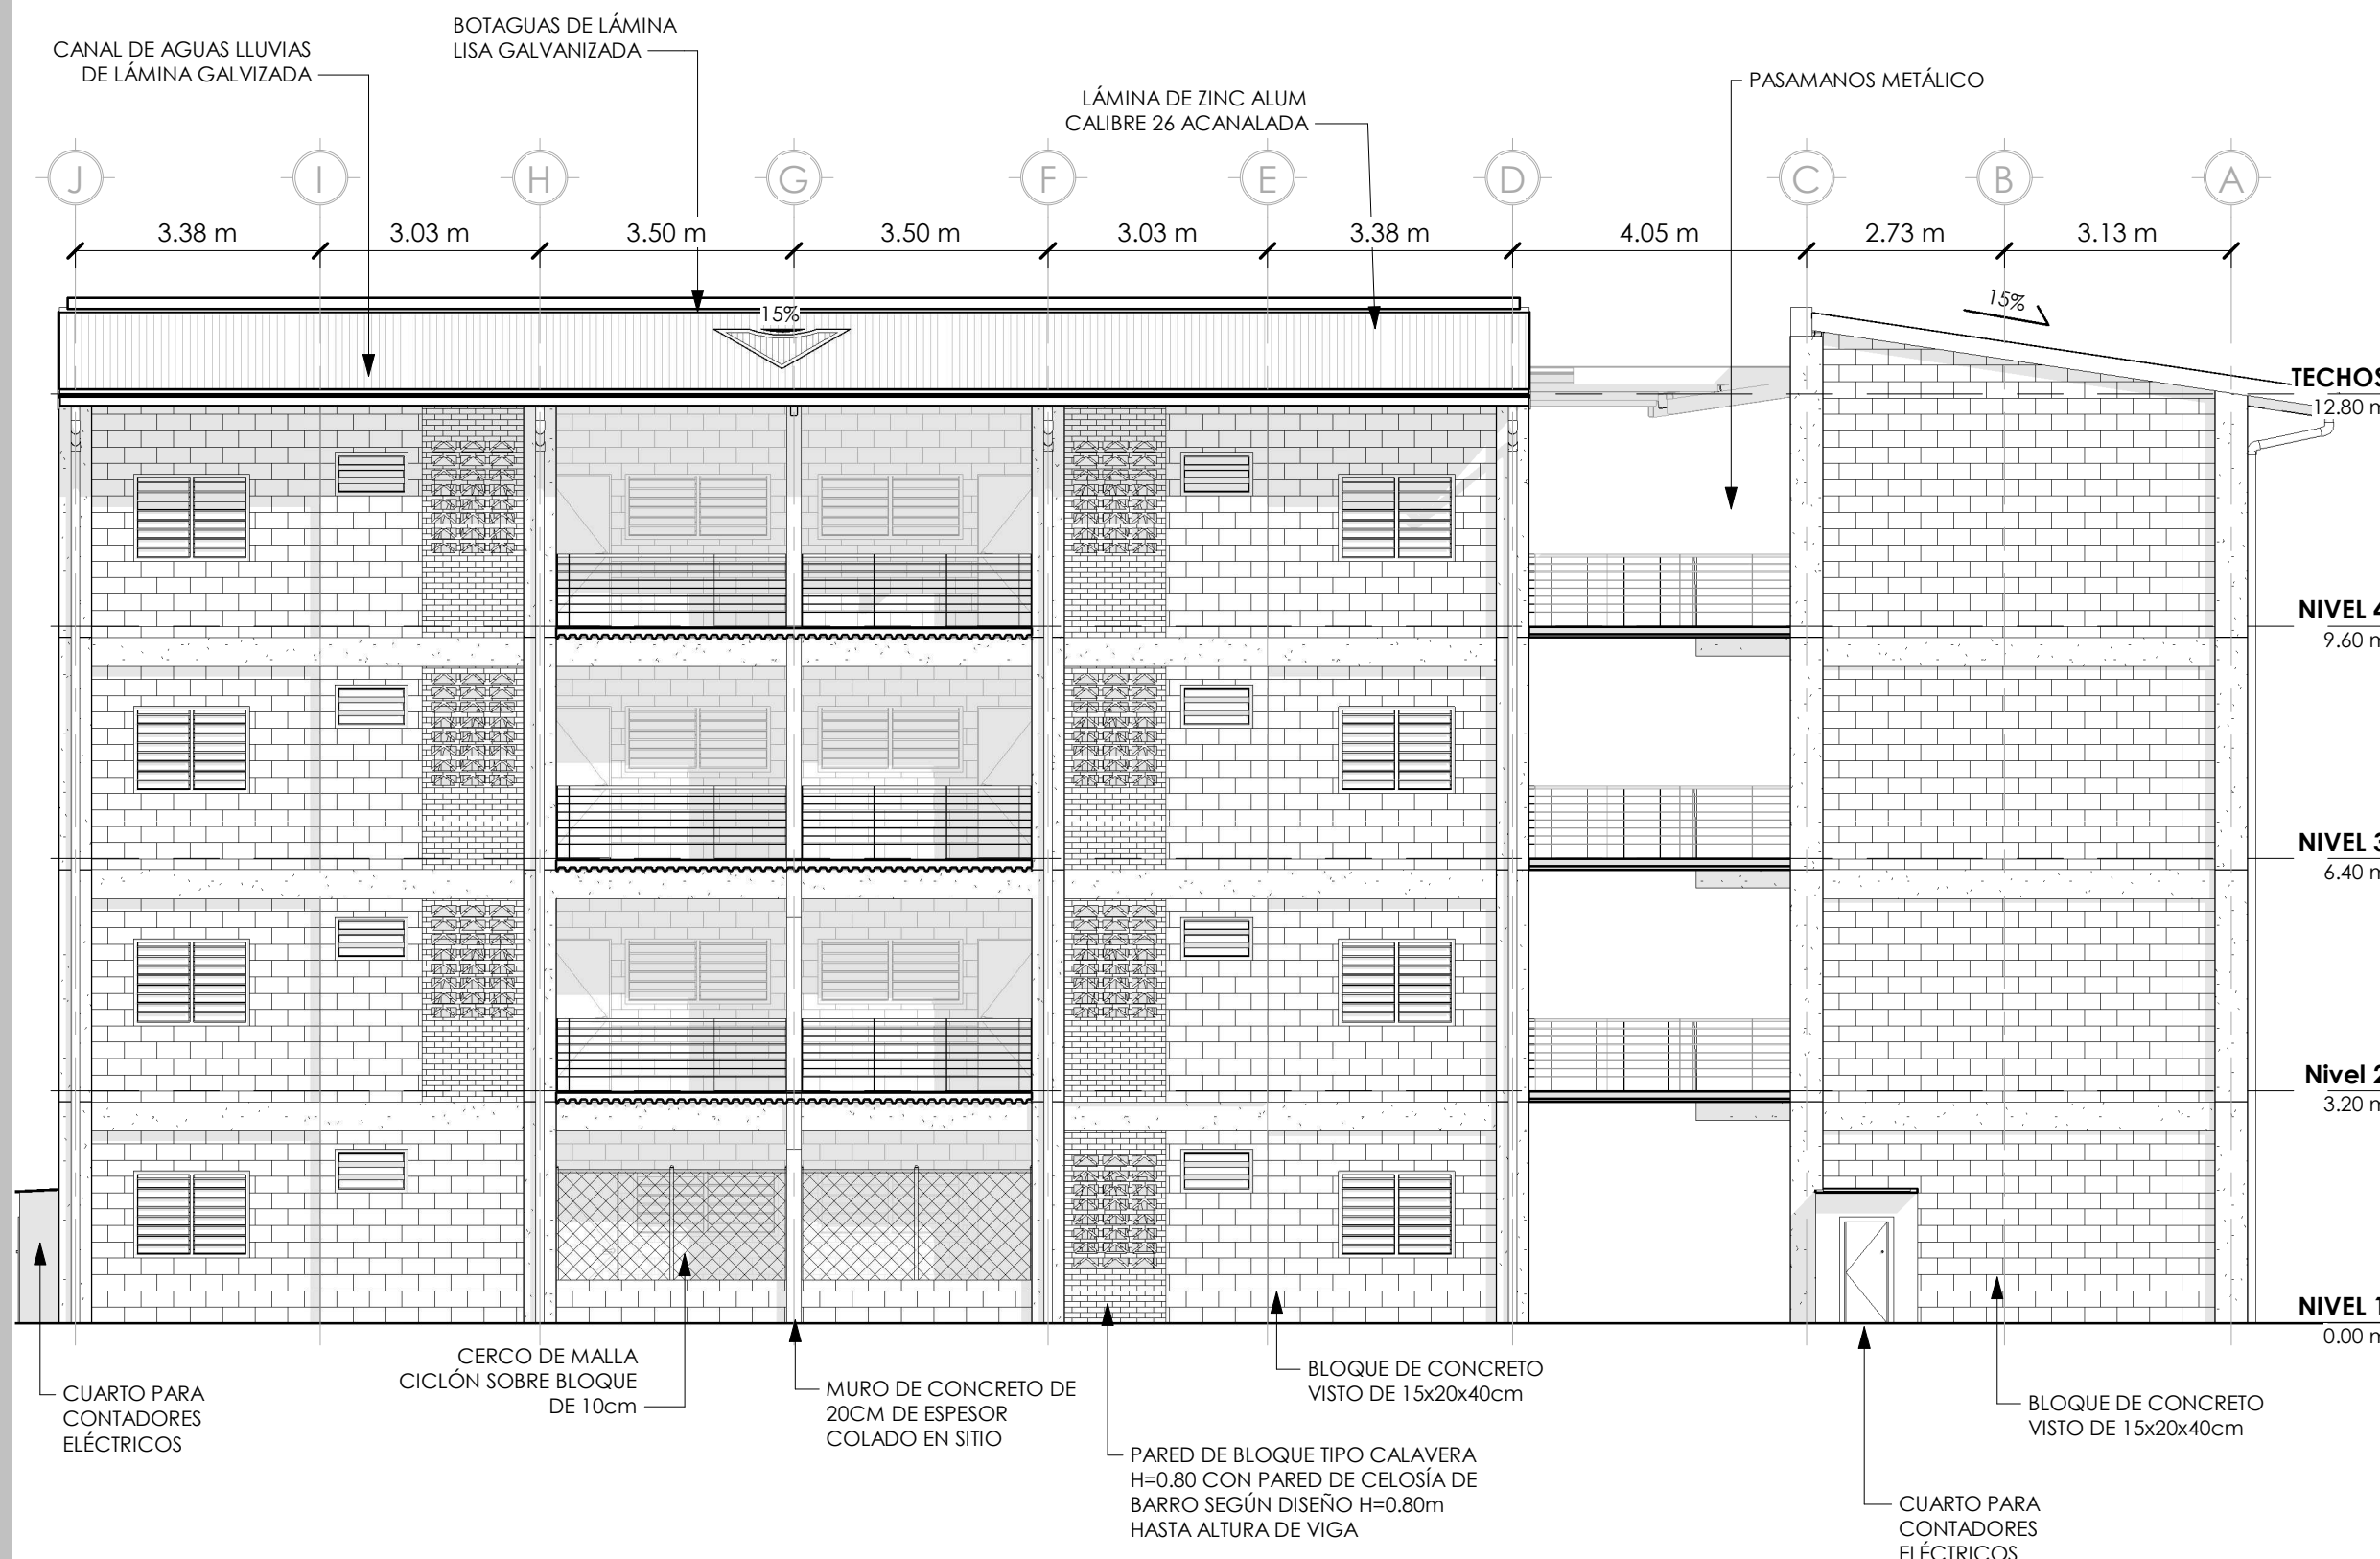 BOTAGUAS DE LÁMINA
LISA GALVANIZADA
CANAL DE AGUAS LLUVIAS
DE LÁMINA GALVIZADA
PASAMANOS METÁLICO
LÁMINA DE ZINC ALUM
CALIBRE 26 ACANALADA
J I H G F E D C B A
3.38 m 3.03 m 3.50 m 3.50 m 3.03 m 3.38 m 4.05 m 2.73 m 3.13 m
15%
15%
TECHOS
12.80 m
NIVEL 4
9.60 m
NIVEL 3
6.40 m
Nivel 2
3.20 m
NIVEL 1
0.00 m
CERCO DE MALLA
CICLÓN SOBRE BLOQUE
DE 10cm
CUARTO PARA
CONTADORES
ELÉCTRICOS
MURO DE CONCRETO DE
20CM DE ESPESOR
COLADO EN SITIO
BLOQUE DE CONCRETO
VISTO DE 15x20x40cm
BLOQUE DE CONCRETO
VISTO DE 15x20x40cm
PARED DE BLOQUE TIPO CALAVERA
H=0.80 CON PARED DE CELOSÍA DE
BARRO SEGÚN DISEÑO H=0.80m
HASTA ALTURA DE VIGA
CUARTO PARA
CONTADORES
ELÉCTRICOS